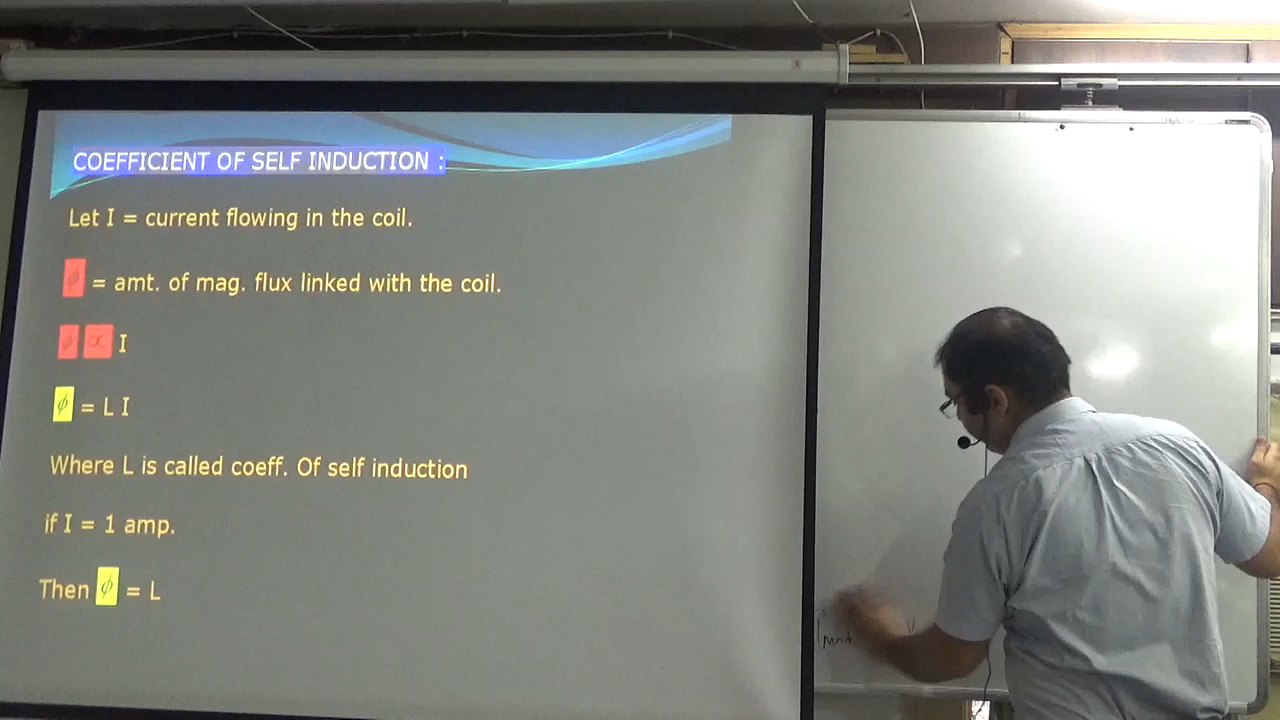 COEFFICIENT OF SELF INDUCTION :
Let I = current flowing in the coil.
ϕ = amt. of mag. flux linked with the coil.
ϕ ∝ I
ϕ = L I
Where L is called coeff. Of self induction
if I = 1 amp.
Then ϕ = L